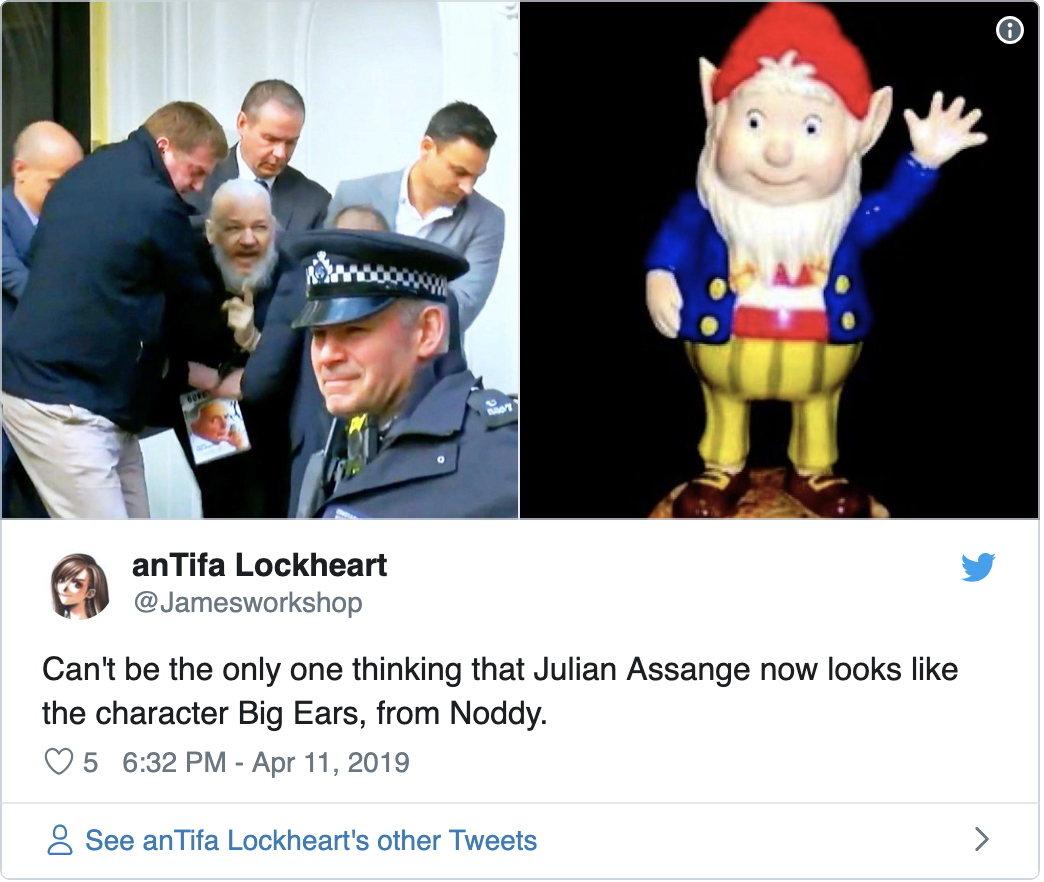 anTifa Lockheart
@Jamesworkshop
Can't be the only one thinking that Julian Assange now looks like
the character Big Ears, from Noddy.
5 6:32 PM - Apr 11, 2019
See anTifa Lockheart's other Tweets